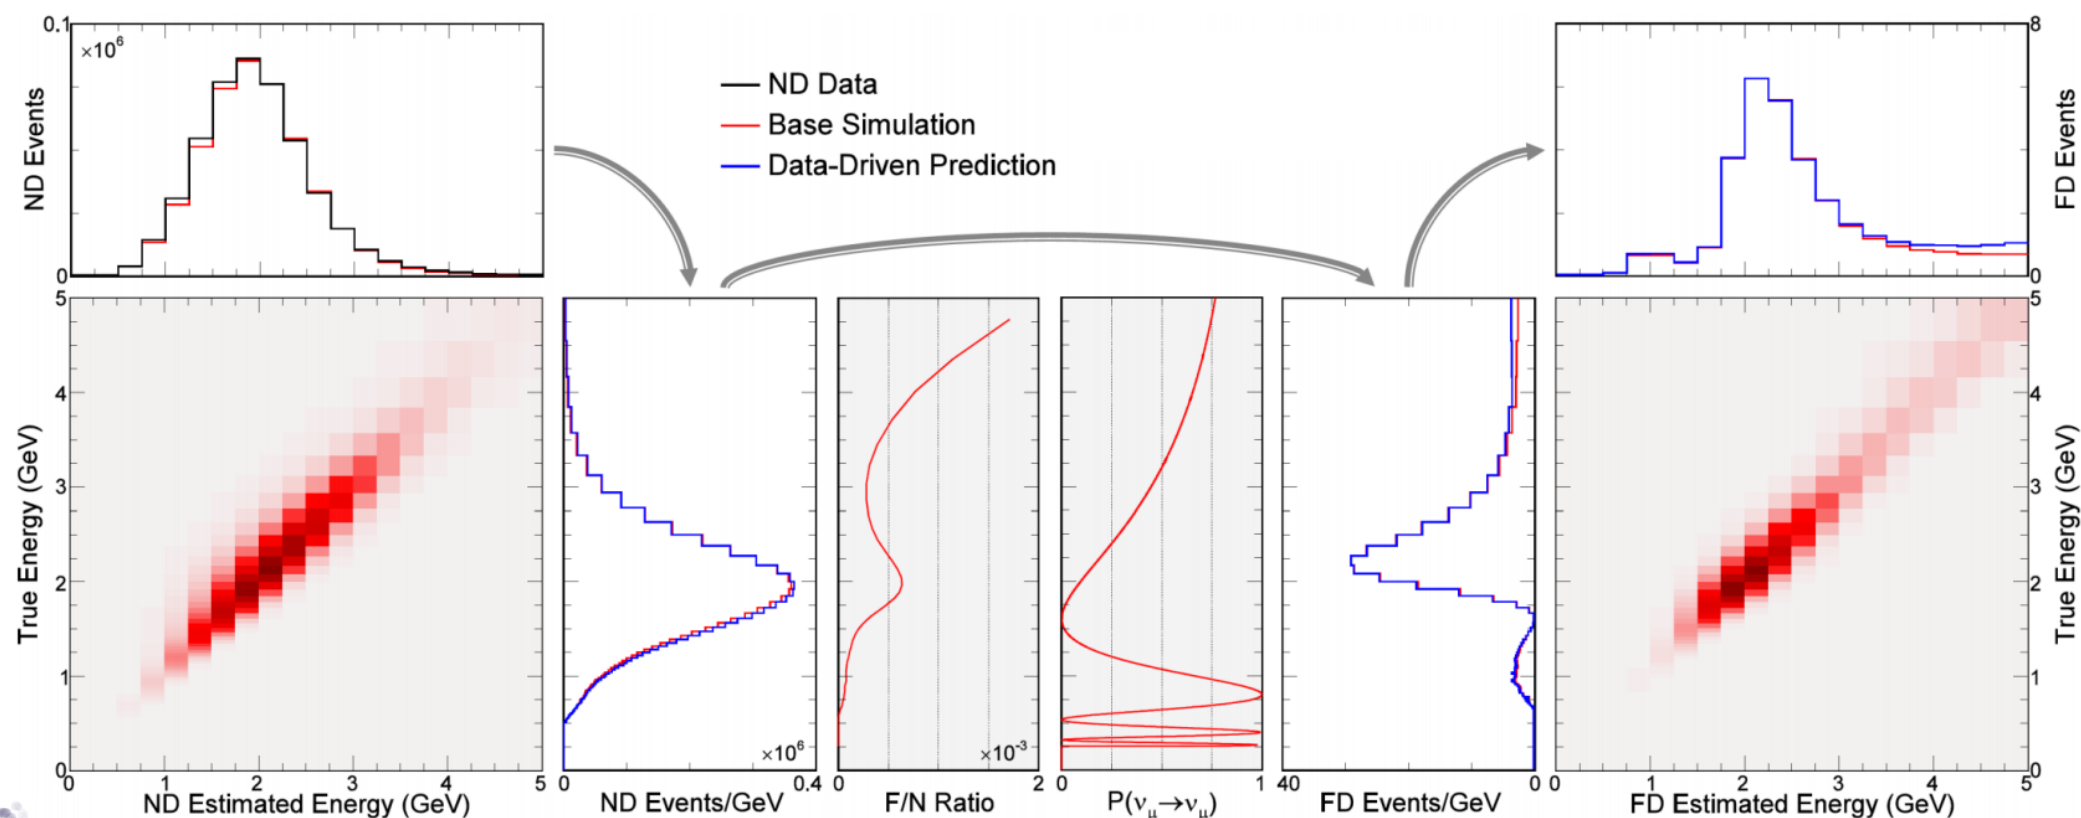 0.1
×10⁶
ND Events
0
ND Data
Base Simulation
Data-Driven Prediction
8
FD Events
0
5
4
3
2
1
0
True Energy (GeV)
0 1 2 3 4 5
ND Estimated Energy (GeV)
×10⁶
0 0.4
ND Events/GeV
×10⁻³
0 2
F/N Ratio
0 1
P(νμ→νμ)
40 0
FD Events/GeV
5
4
3
2
1
0
True Energy (GeV)
1 2 3 4 5
FD Estimated Energy (GeV)